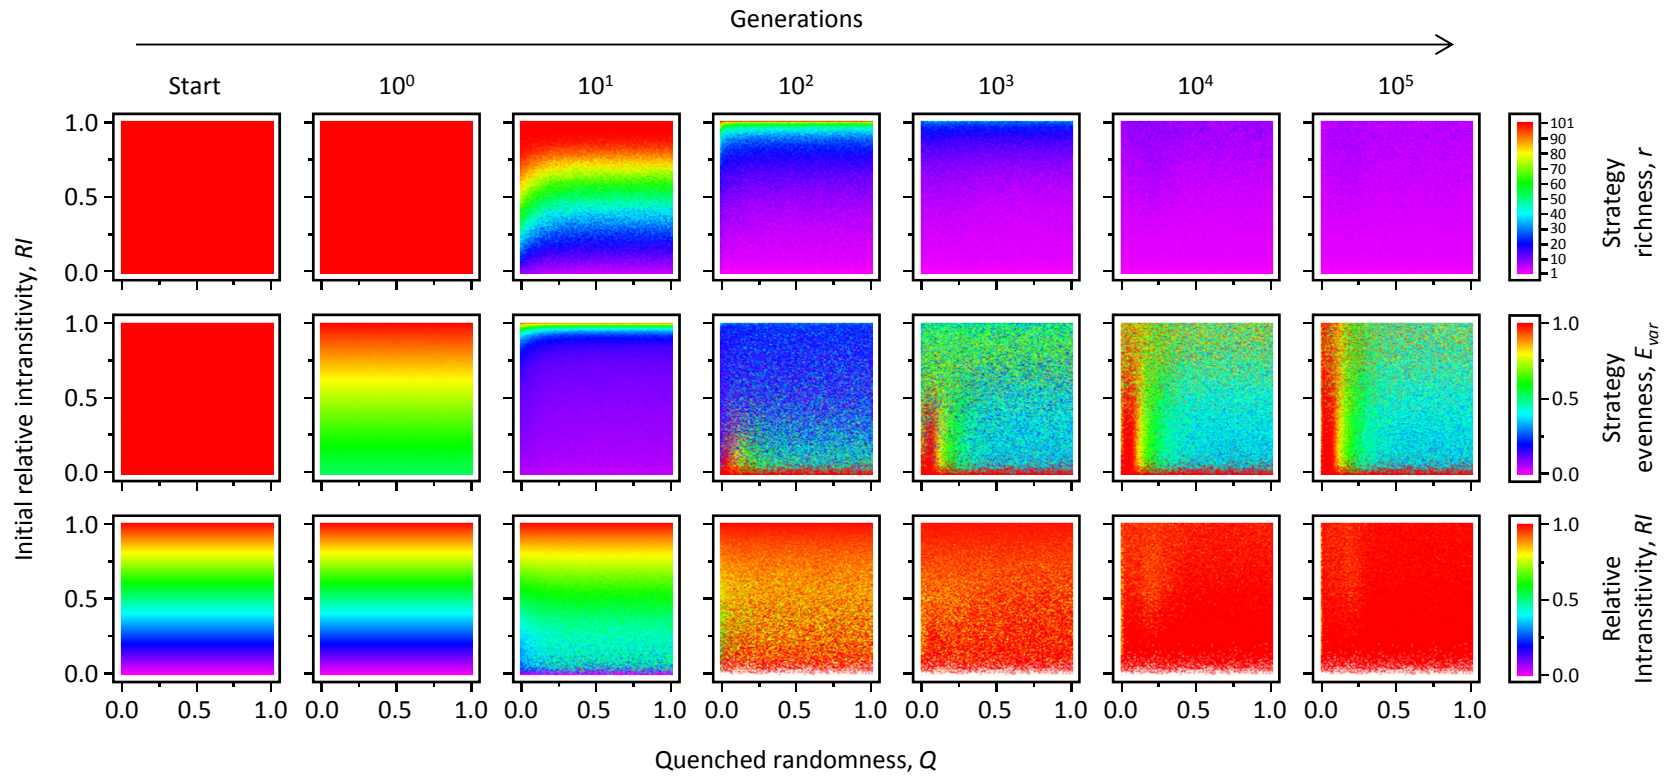 Generations
Start 10⁰ 10¹ 10² 10³ 10⁴ 10⁵
Initial relative intransitivity, RI
1.0
0.5
0.0
101
90
80
70
60
50
40
30
20
10
1
Strategy
richness, r
1.0
0.5
0.0
1.0
0.5
0.0
Strategy
evenness, Evar
1.0
0.5
0.0
1.0
0.5
0.0
Relative
Intransitivity, RI
0.0 0.5 1.0 0.0 0.5 1.0 0.0 0.5 1.0 0.0 0.5 1.0 0.0 0.5 1.0 0.0 0.5 1.0 0.0 0.5 1.0
Quenched randomness, Q